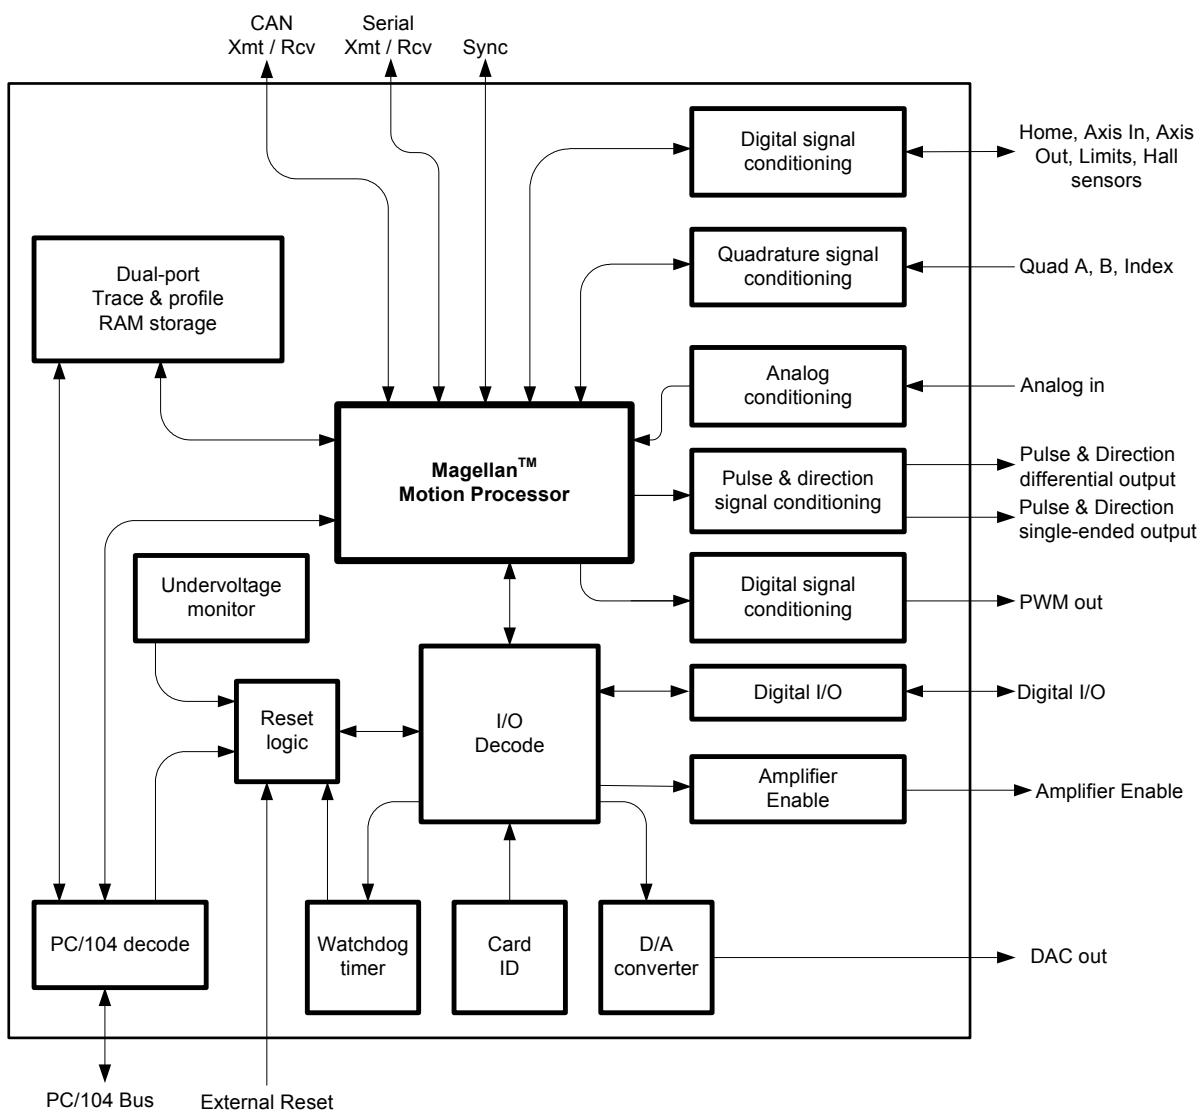 CAN
Xmt / Rcv
Serial
Xmt / Rcv
Sync
Digital signal
conditioning
Home, Axis In, Axis
Out, Limits, Hall
sensors
Dual-port
Trace & profile
RAM storage
Quadrature signal
conditioning
Quad A, B, Index
Analog
conditioning
Analog in
Magellan™
Motion Processor
Pulse & direction
signal conditioning
Pulse & Direction
differential output
Pulse & Direction
single-ended output
Undervoltage
monitor
Digital signal
conditioning
PWM out
Reset
logic
I/O
Decode
Digital I/O
Digital I/O
Amplifier
Enable
Amplifier Enable
PC/104 decode
Watchdog
timer
Card
ID
D/A
converter
DAC out
PC/104 Bus
External Reset